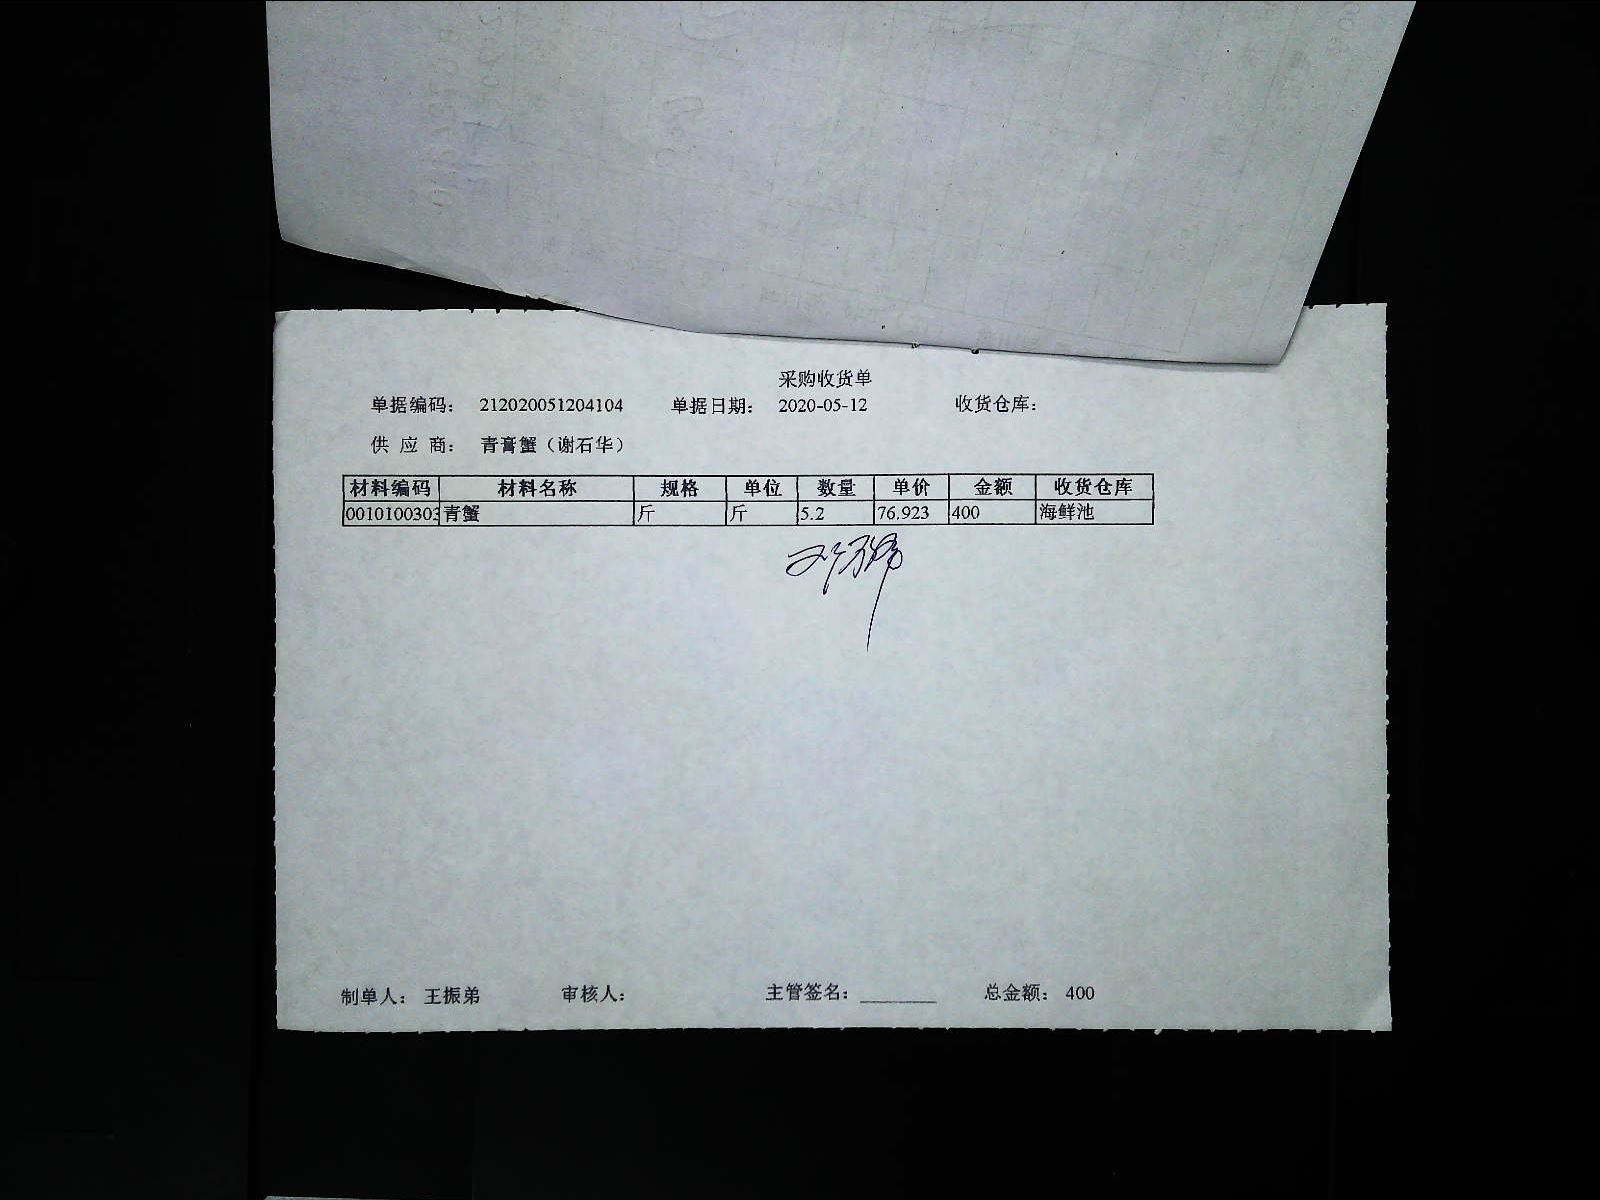 采购收货单
单据编码： 212020051204104 单据日期： 2020-05-12 收货仓库：
供 应 商： 青膏蟹（谢石华）
材料编码 材料名称 规格 单位 数量 单价 金额 收货仓库
0010100303 青蟹 斤 斤 5.2 76.923 400 海鲜池
制单人： 王振弟 审核人： 主管签名： 总金额： 400